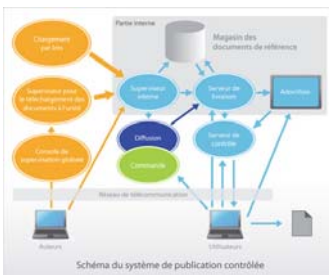 Partie interne
Chargement
par lots
Magasin des
documents de référence
Superviseur pour
le téléchargement des
documents à l'unité
Superviseur
interne
Serveur de
livraison
Console de
supervision globale
Diffusion
Serveur de
contrôle
Commande
Réseau de télécommunication
Auteurs
Utilisateurs
Schéma du système de publication contrôlée